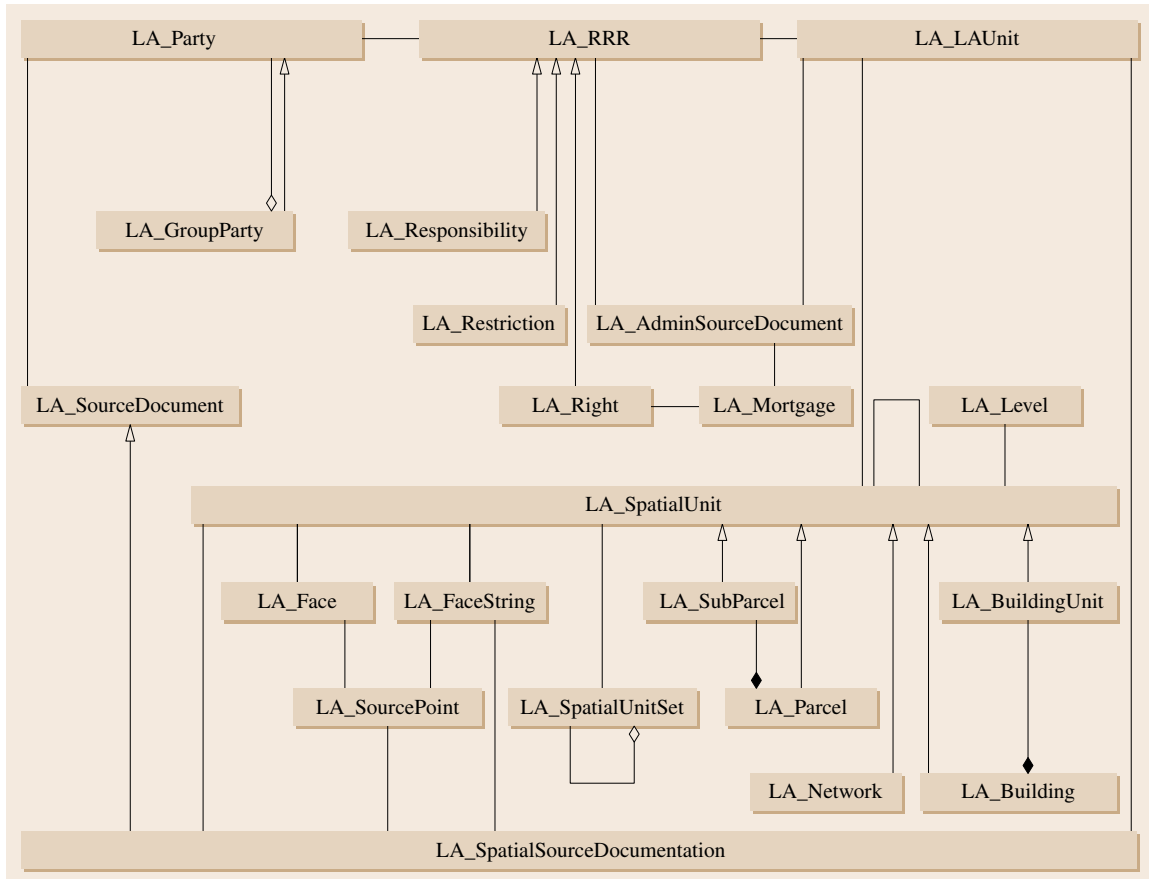 LA_Party
LA_RRR
LA_LAUnit
LA_GroupParty
LA_Responsibility
LA_Restriction
LA_AdminSourceDocument
LA_SourceDocument
LA_Right
LA_Mortgage
LA_Level
LA_SpatialUnit
LA_Face
LA_FaceString
LA_SubParcel
LA_BuildingUnit
LA_SourcePoint
LA_SpatialUnitSet
LA_Parcel
LA_Network
LA_Building
LA_SpatialSourceDocumentation